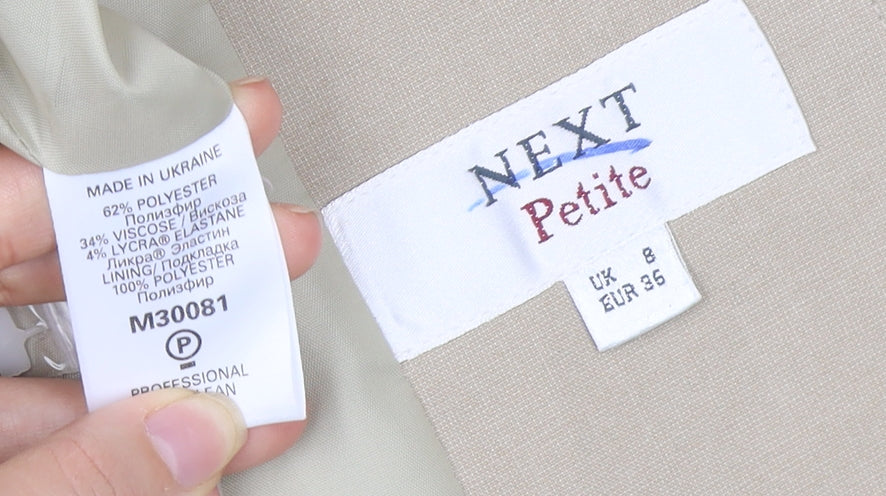 MADE IN UKRAINE
62% POLYESTER
Полиэфир
34% VISCOSE / Вискоза
4% LYCRA® ELASTANE
Ликра® Эластин
LINING/ Подкладка
100% POLYESTER
Полиэфир
M30081
P
PROFESSIONAL
NEXT
Petite
UK 8
EUR 36